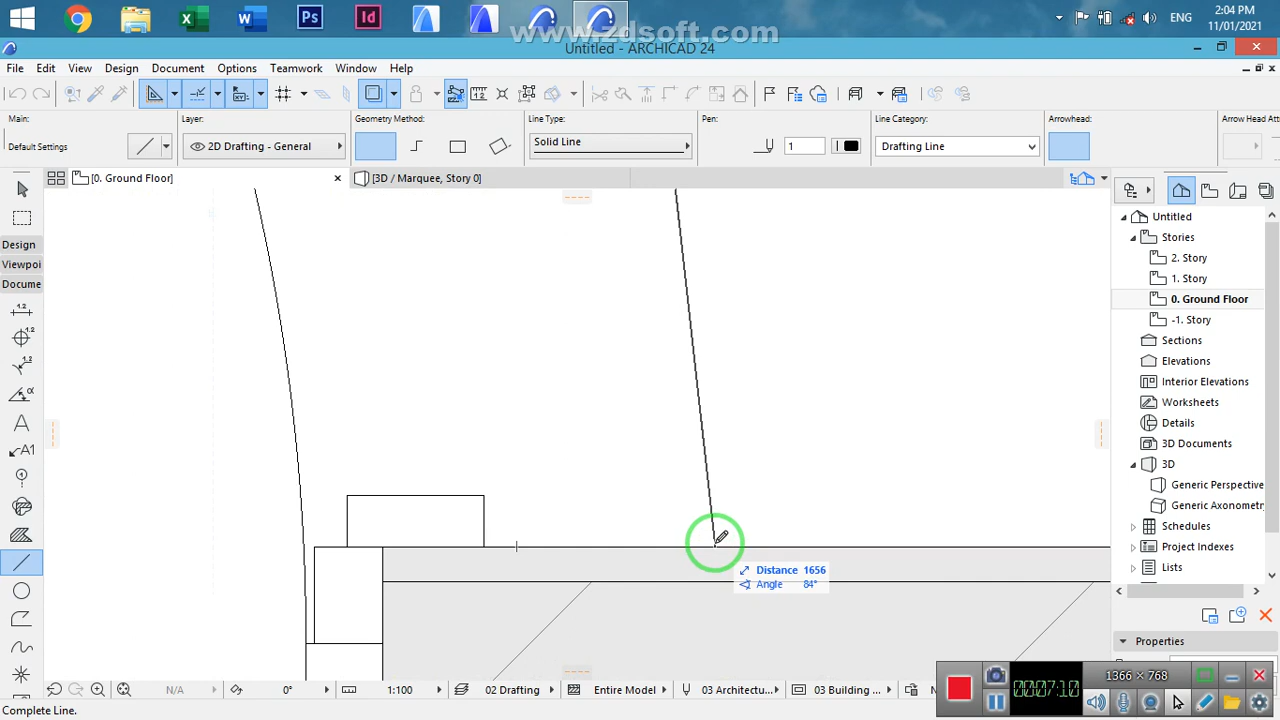 www.zdsoft.com
ENG
2:04 PM
11/01/2021
Untitled - ARCHICAD 24
File Edit View Design Document Options Teamwork Window Help
Main:
Default Settings
Layer:
2D Drafting - General
Geometry Method:
Line Type:
Solid Line
Pen:
1
Line Category:
Drafting Line
Arrowhead:
Arrow Head Att
[0. Ground Floor]
[3D / Marquee, Story 0]
Design
Viewpoi
Docume
Untitled
Stories
2. Story
1. Story
0. Ground Floor
-1. Story
Sections
Elevations
Interior Elevations
Worksheets
Details
3D Documents
3D
Generic Perspective
Generic Axonometr
Schedules
Project Indexes
Lists
Properties
Distance 1656
Angle 84°
N/A
0°
1:100
02 Drafting
Entire Model
03 Architectu...
03 Building ...
1366 × 768
00:07:10
Complete Line.